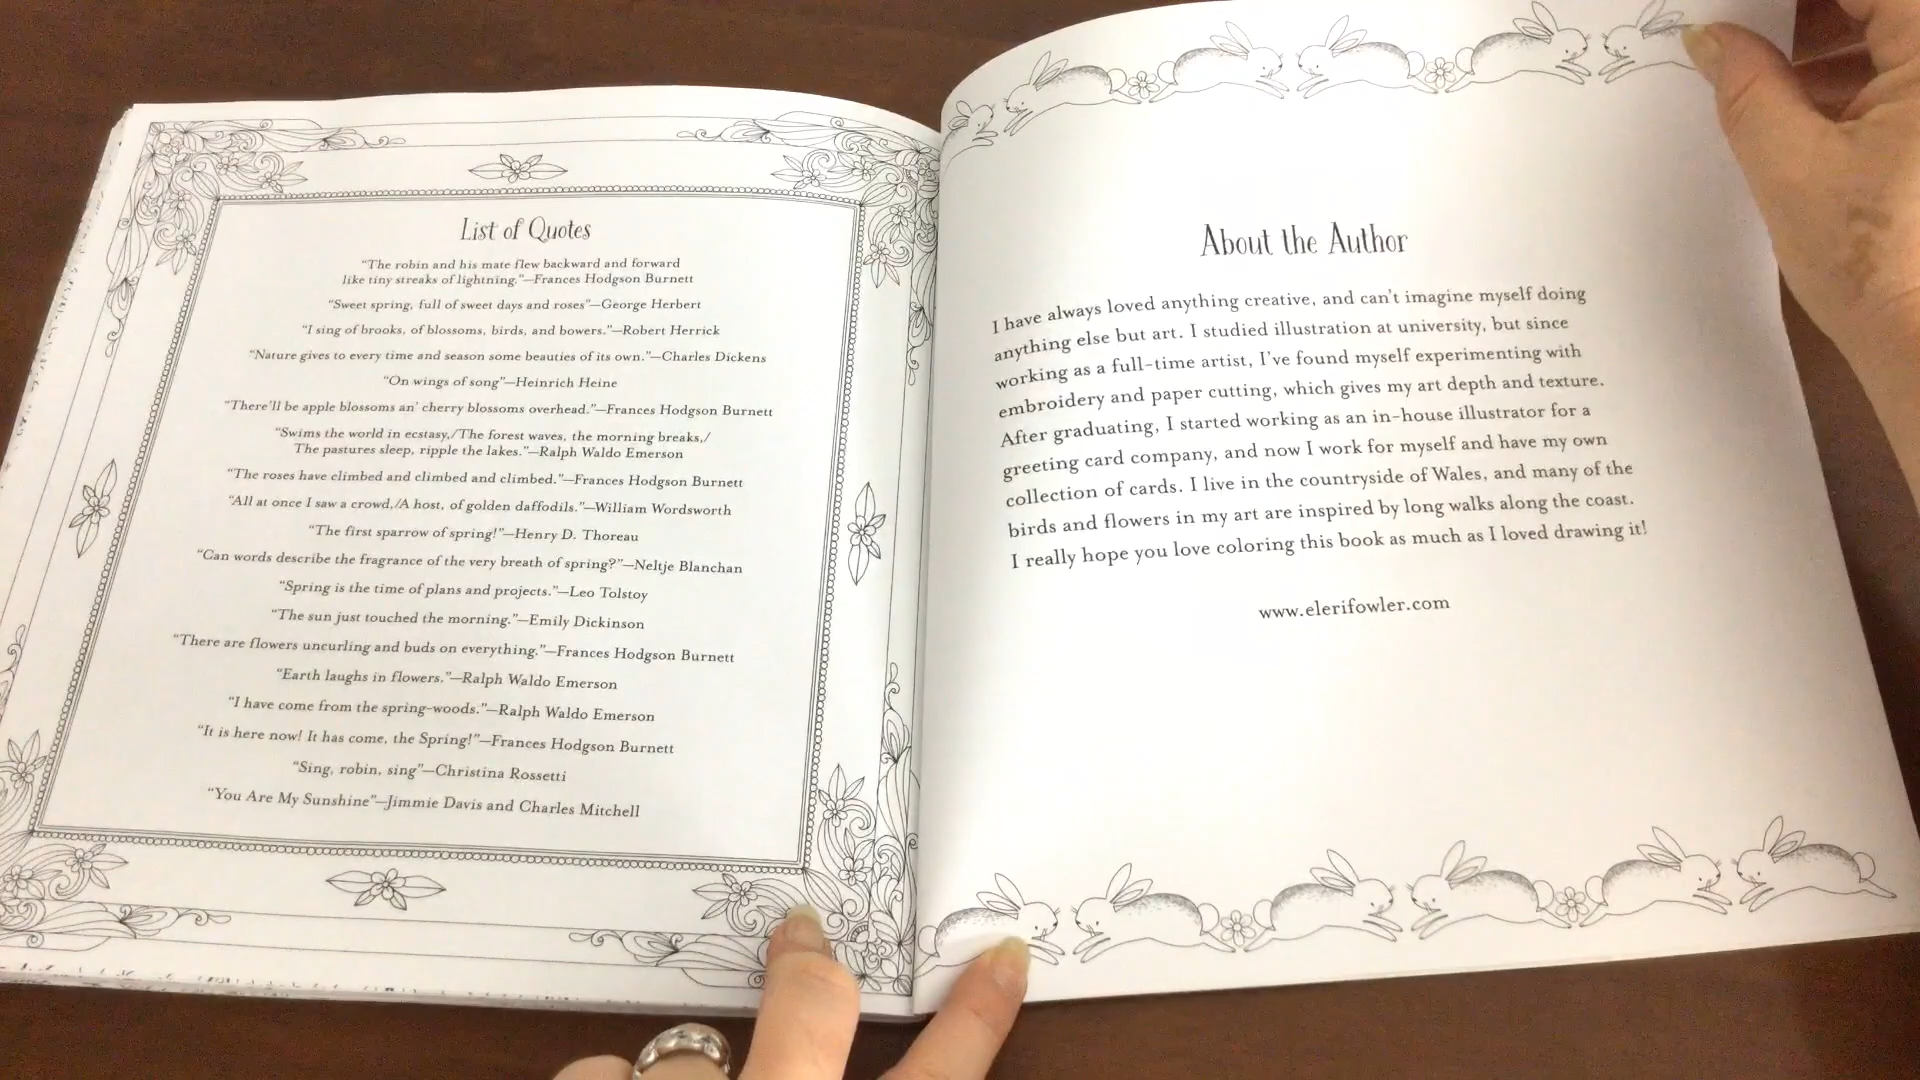 List of Quotes
“The robin and his mate flew backward and forward
like tiny streaks of lightning.”—Frances Hodgson Burnett
“Sweet spring, full of sweet days and roses”—George Herbert
“I sing of brooks, of blossoms, birds, and bowers.”—Robert Herrick
“Nature gives to every time and season some beauties of its own.”—Charles Dickens
“On wings of song”—Heinrich Heine
“There’ll be apple blossoms an’ cherry blossoms overhead.”—Frances Hodgson Burnett
“Swims the world in ecstasy,/The forest waves, the morning breaks,/
The pastures sleep, ripple the lakes.”—Ralph Waldo Emerson
“The roses have climbed and climbed and climbed.”—Frances Hodgson Burnett
“All at once I saw a crowd,/A host, of golden daffodils.”—William Wordsworth
“The first sparrow of spring!”—Henry D. Thoreau
“Can words describe the fragrance of the very breath of spring?”—Neltje Blanchan
“Spring is the time of plans and projects.”—Leo Tolstoy
“The sun just touched the morning.”—Emily Dickinson
“There are flowers uncurling and buds on everything.”—Frances Hodgson Burnett
“Earth laughs in flowers.”—Ralph Waldo Emerson
“I have come from the spring-woods.”—Ralph Waldo Emerson
“It is here now! It has come, the Spring!”—Frances Hodgson Burnett
“Sing, robin, sing”—Christina Rossetti
“You Are My Sunshine”—Jimmie Davis and Charles Mitchell
About the Author
I have always loved anything creative, and can’t imagine myself doing
anything else but art. I studied illustration at university, but since
working as a full-time artist, I’ve found myself experimenting with
embroidery and paper cutting, which gives my art depth and texture.
After graduating, I started working as an in-house illustrator for a
greeting card company, and now I work for myself and have my own
collection of cards. I live in the countryside of Wales, and many of the
birds and flowers in my art are inspired by long walks along the coast.
I really hope you love coloring this book as much as I loved drawing it!
www.elerifowler.com